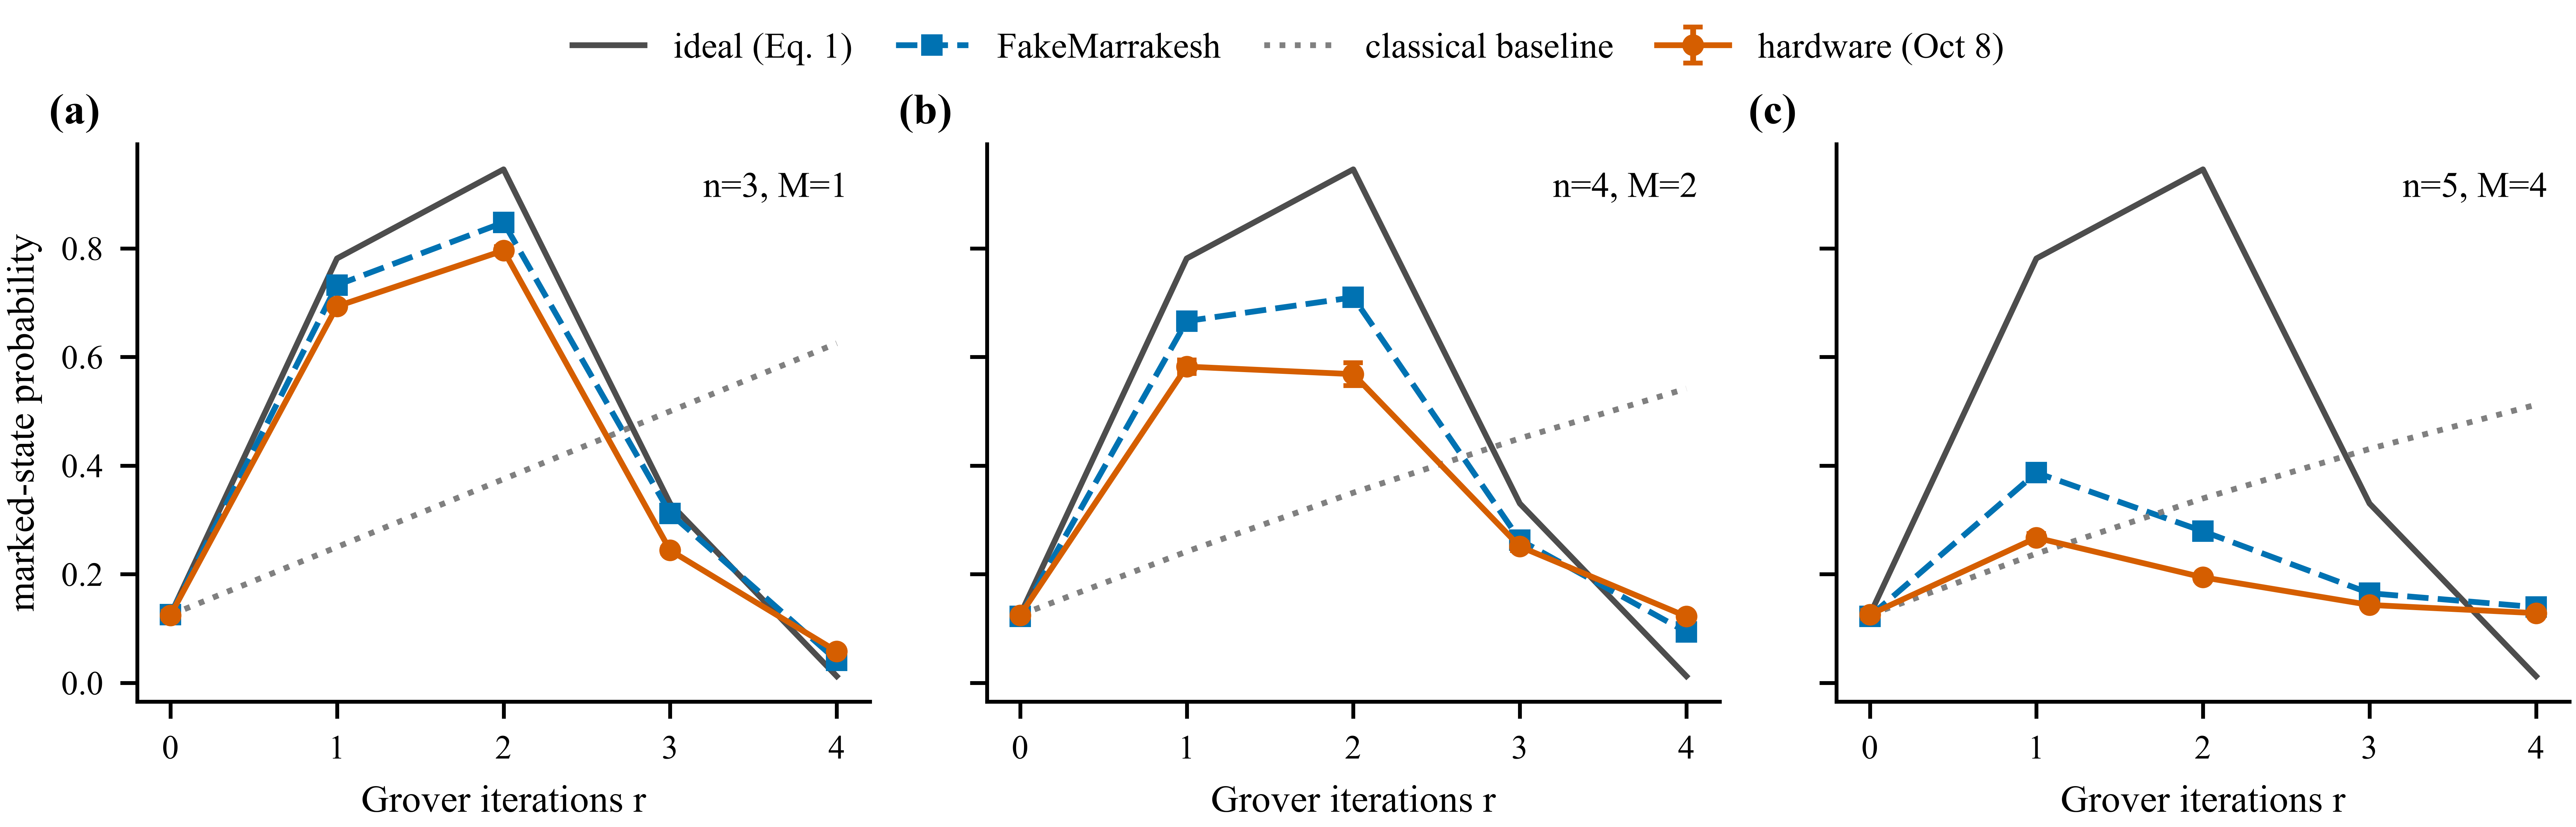 ideal (Eq. 1) FakeMarrakesh classical baseline hardware (Oct 8)
(a) (b) (c)
n=3, M=1 n=4, M=2 n=5, M=4
marked-state probability
0.8
0.6
0.4
0.2
0.0
0 1 2 3 4 0 1 2 3 4 0 1 2 3 4
Grover iterations r Grover iterations r Grover iterations r